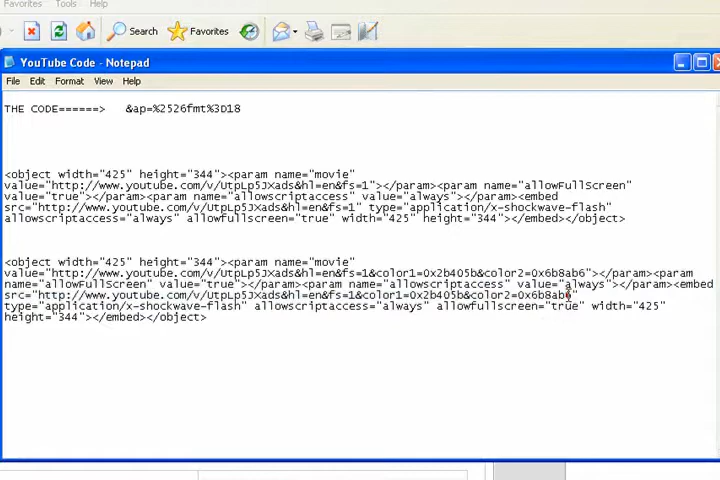 Favorites Tools Help
Search Favorites
YouTube Code - Notepad
File Edit Format View Help
THE CODE======> &ap=%2526fmt%3D18
<object width="425" height="344"><param name="movie"
value="http://www.youtube.com/v/UtpLp5JXads&hl=en&fs=1"></param><param name="allowFullScreen"
value="true"></param><param name="allowscriptaccess" value="always"></param><embed
src="http://www.youtube.com/v/UtpLp5JXads&hl=en&fs=1" type="application/x-shockwave-flash"
allowscriptaccess="always" allowfullscreen="true" width="425" height="344"></embed></object>
<object width="425" height="344"><param name="movie"
value="http://www.youtube.com/v/UtpLp5JXads&hl=en&fs=1&color1=0x2b405b&color2=0x6b8ab6"></param><param
name="allowFullScreen" value="true"></param><param name="allowscriptaccess" value="always"></param><embed
src="http://www.youtube.com/v/UtpLp5JXads&hl=en&fs=1&color1=0x2b405b&color2=0x6b8ab6"
type="application/x-shockwave-flash" allowscriptaccess="always" allowfullscreen="true" width="425"
height="344"></embed></object>